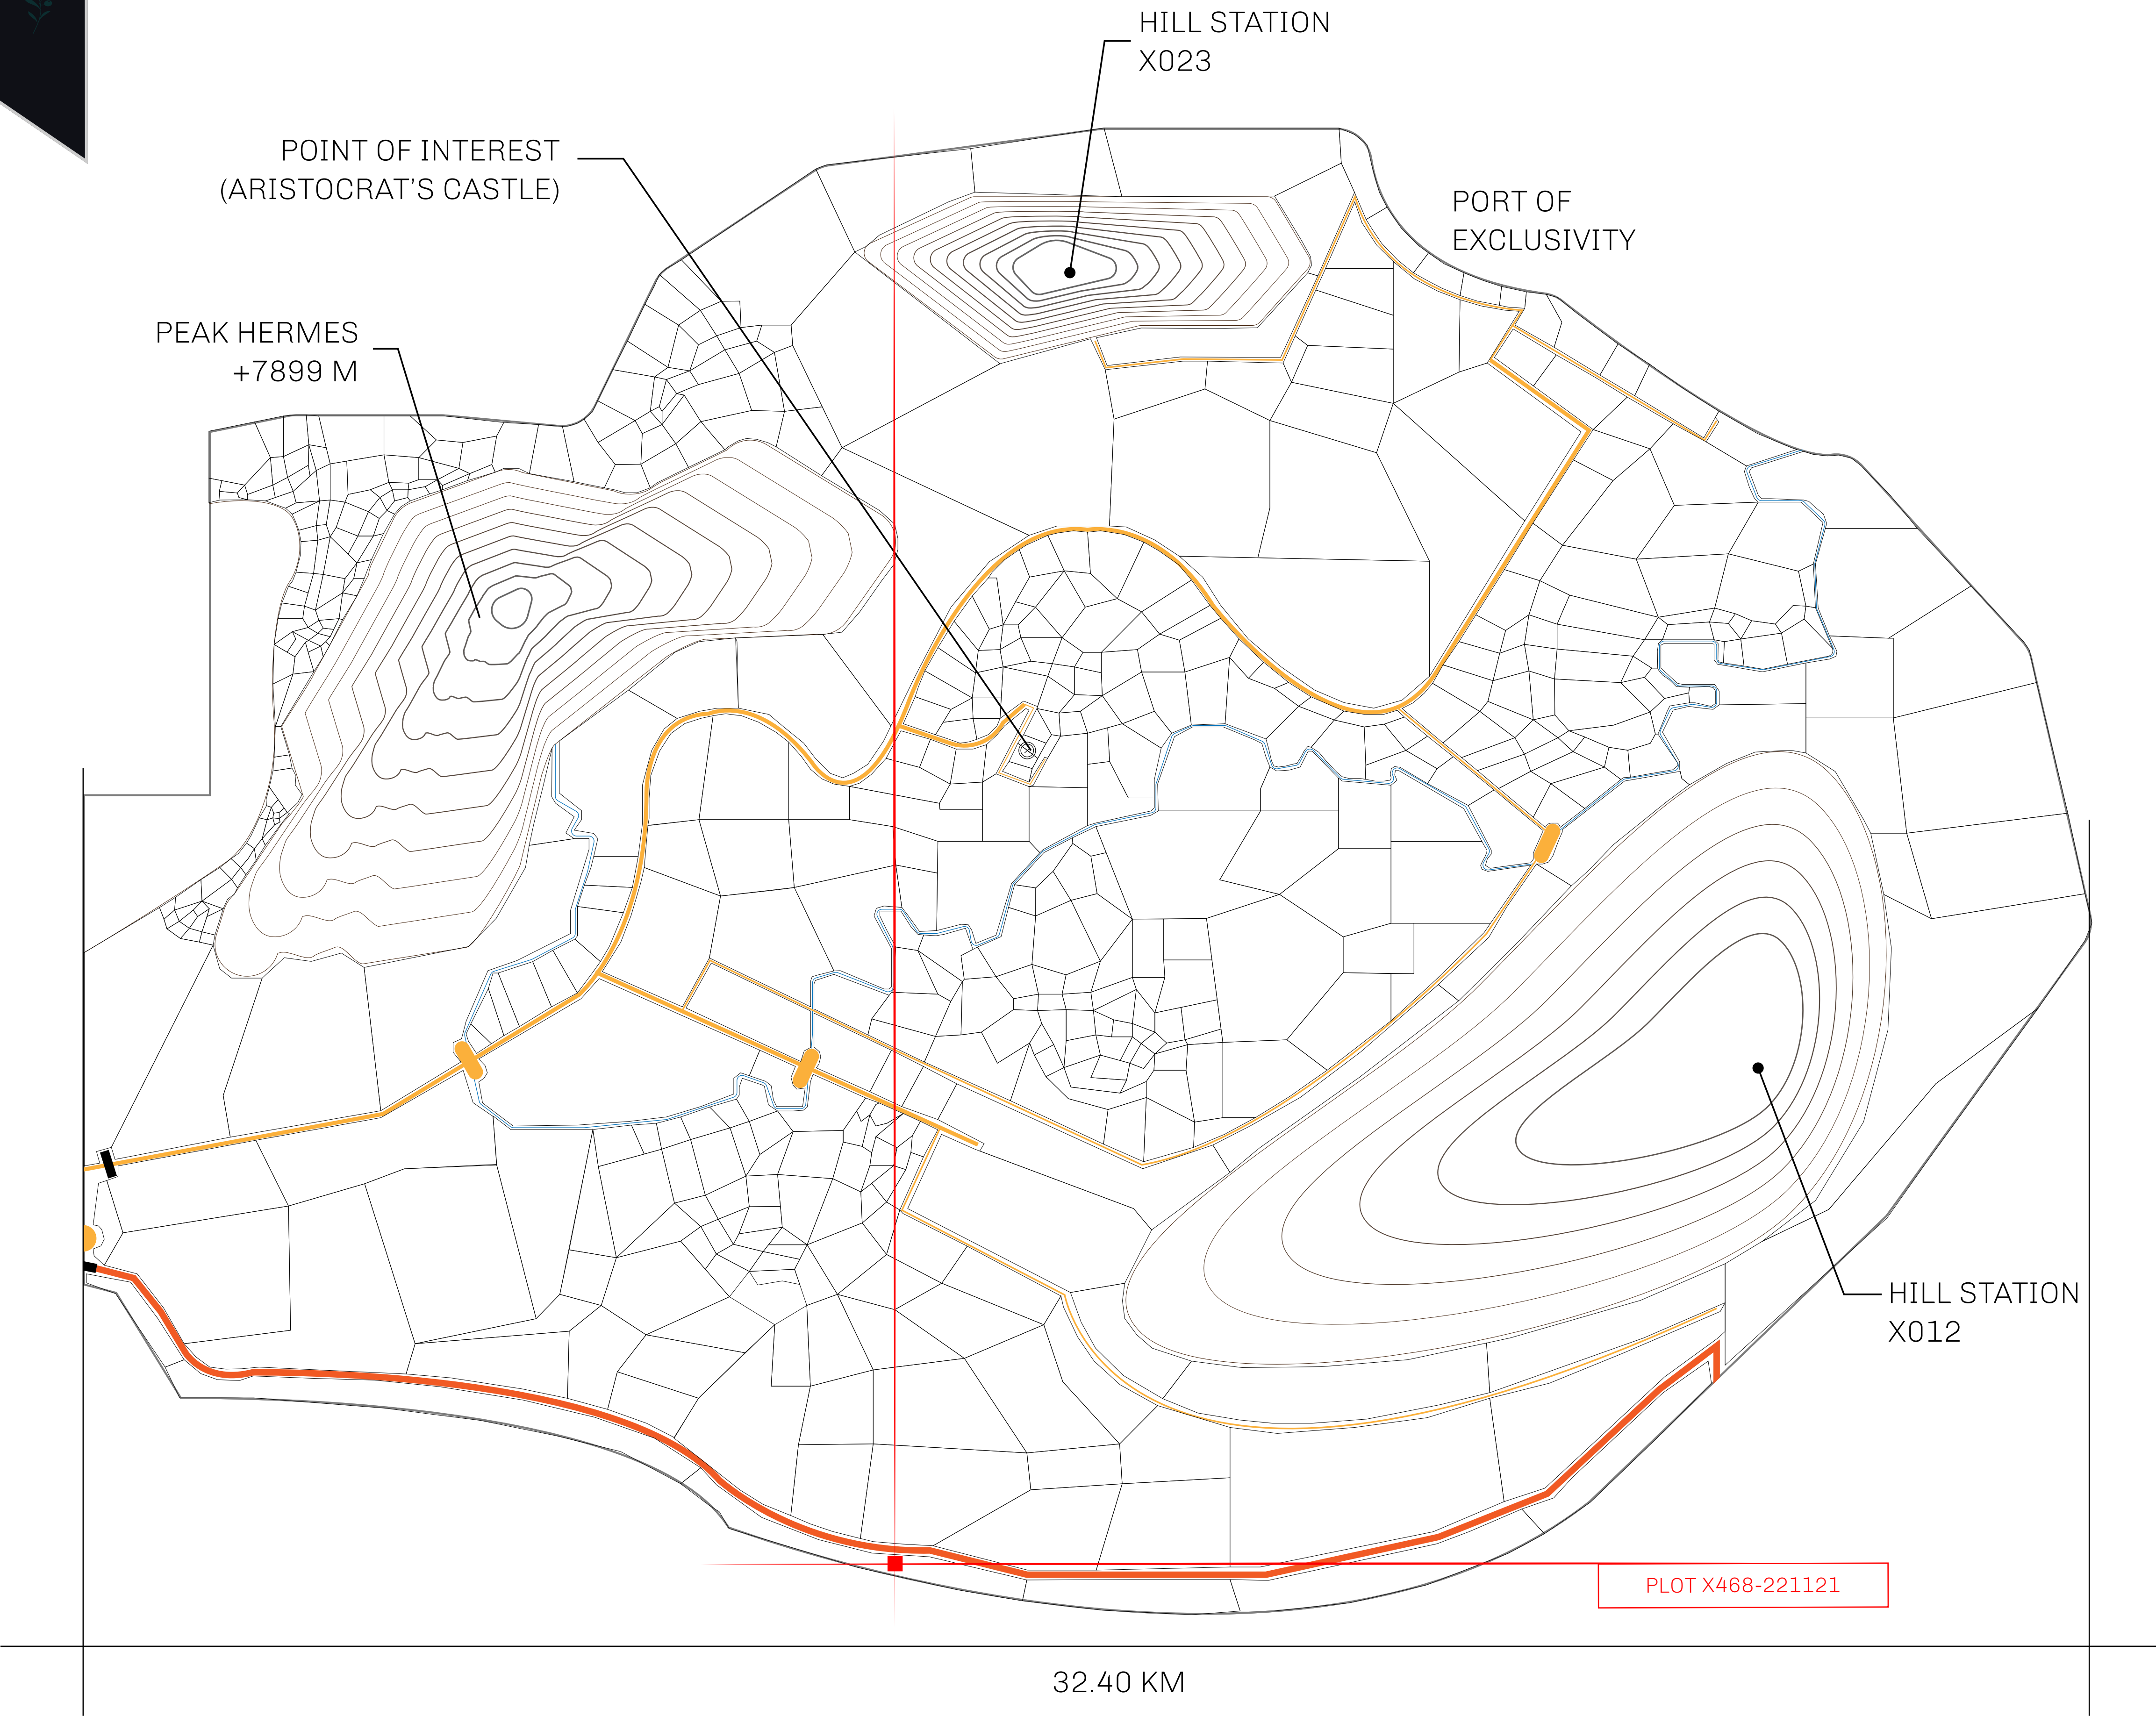 HILL STATION
X023
POINT OF INTEREST
(ARISTOCRAT'S CASTLE)
PORT OF
EXCLUSIVITY
PEAK HERMES
+7899 M
HILL STATION
X012
PLOT X468-221121
32.40 KM